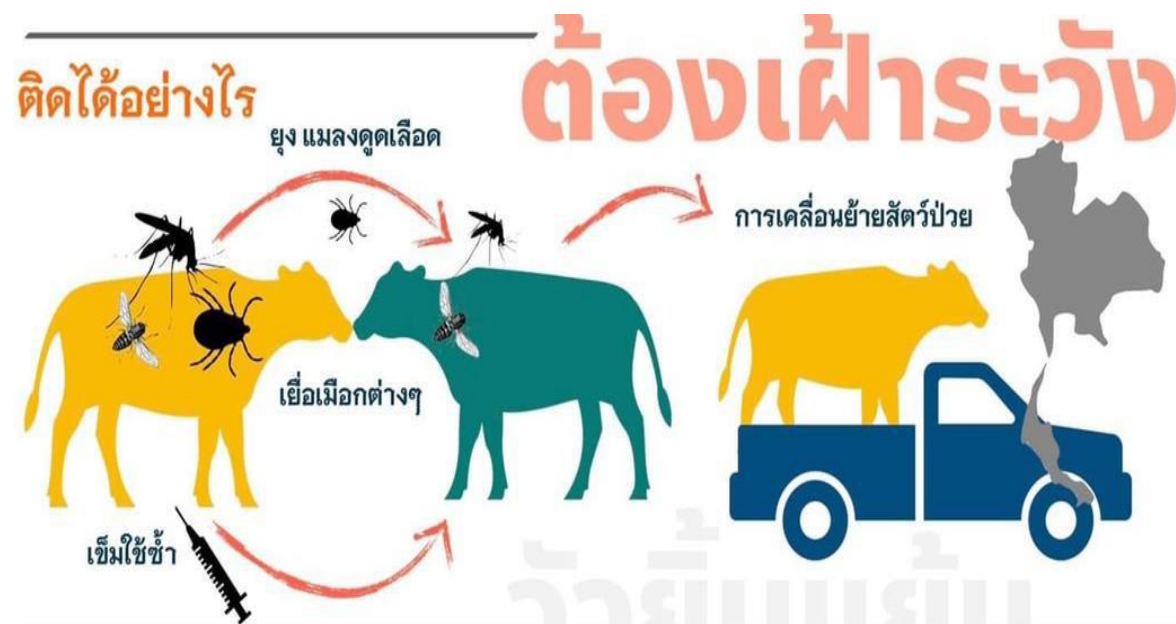 ต้องเฝ้าระวัง
ติดได้อย่างไร
ยุง แมลงดูดเลือด
การเคลื่อนย้ายสัตว์ป่วย
เยื่อเมือกต่างๆ
เข็มใช้ซ้ำ